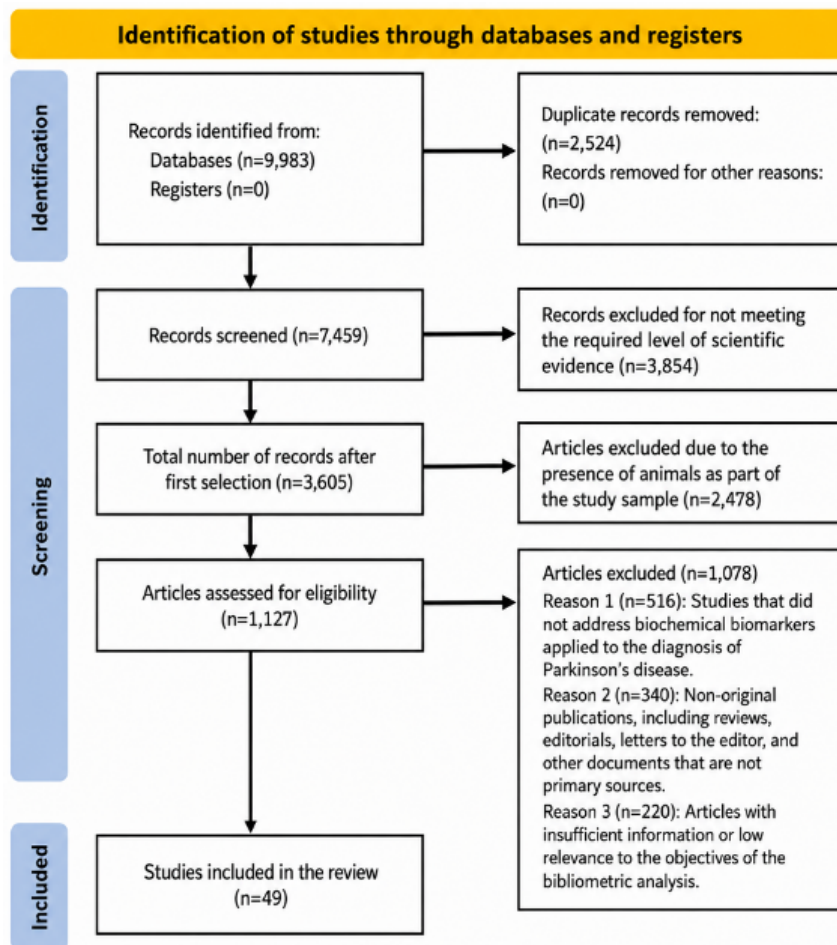 Identification of studies through databases and registers
Identification
Records identified from:
Databases (n=9,983)
Registers (n=0)
Duplicate records removed:
(n=2,524)
Records removed for other reasons:
(n=0)
Screening
Records screened (n=7,459)
Records excluded for not meeting
the required level of scientific
evidence (n=3,854)
Total number of records after
first selection (n=3,605)
Articles excluded due to the
presence of animals as part of
the study sample (n=2,478)
Articles assessed for eligibility
(n=1,127)
Articles excluded (n=1,078)
Reason 1 (n=516): Studies that did
not address biochemical biomarkers
applied to the diagnosis of
Parkinson's disease.
Reason 2 (n=340): Non-original
publications, including reviews,
editorials, letters to the editor, and
other documents that are not
primary sources.
Reason 3 (n=220): Articles with
insufficient information or low
relevance to the objectives of the
bibliometric analysis.
Included
Studies included in the review
(n=49)